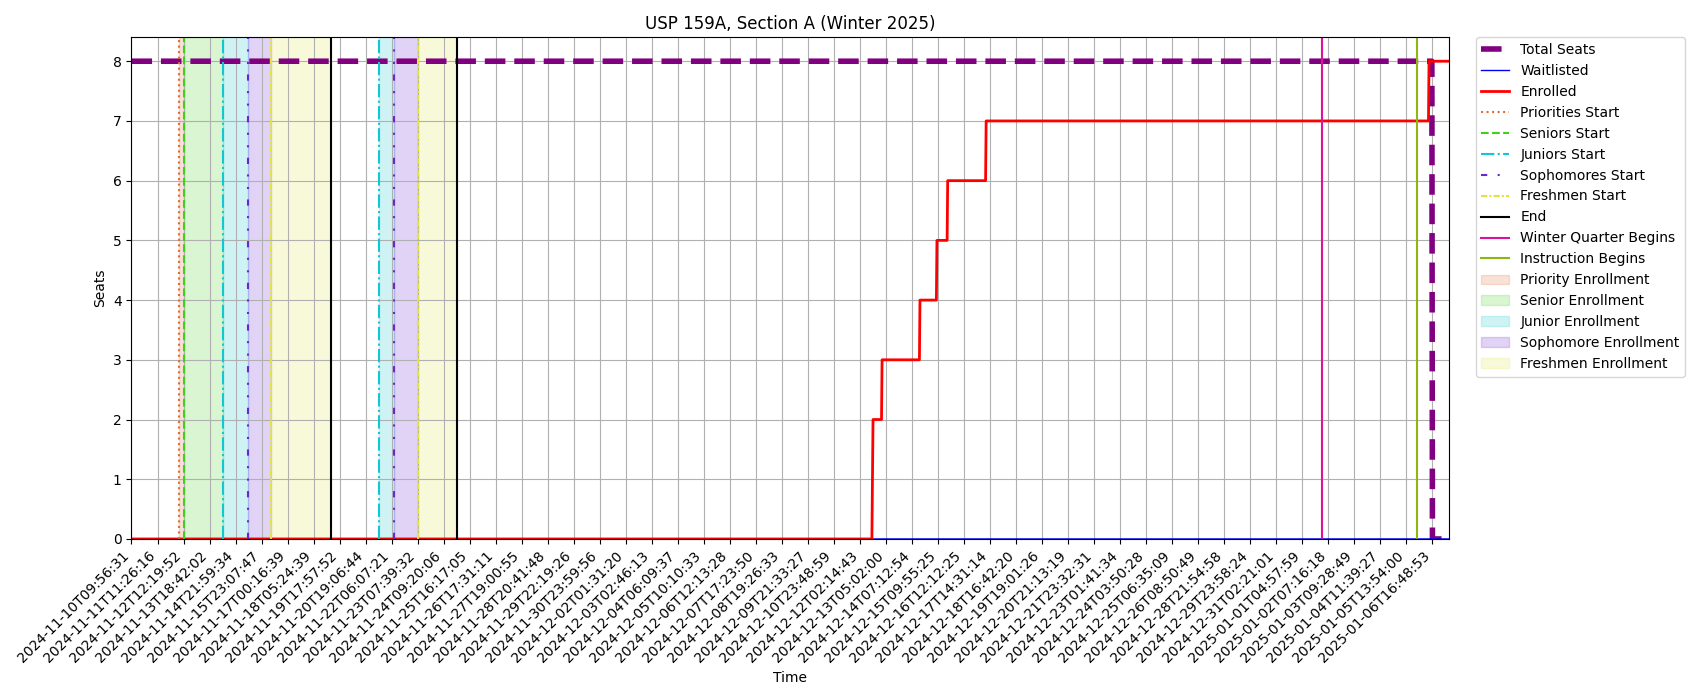 USP 159A, Section A (Winter 2025)
Seats
8
7
6
5
4
3
2
1
0
2024-11-10T09:56:31
2024-11-11T11:26:16
2024-11-12T12:19:52
2024-11-13T18:42:02
2024-11-14T21:59:34
2024-11-15T23:07:47
2024-11-17T00:16:39
2024-11-18T05:24:39
2024-11-19T17:57:52
2024-11-20T19:06:44
2024-11-22T06:07:21
2024-11-23T07:39:32
2024-11-24T09:20:06
2024-11-25T16:17:05
2024-11-26T17:31:11
2024-11-27T19:00:55
2024-11-28T20:41:48
2024-11-29T22:19:26
2024-11-30T23:59:56
2024-12-02T01:31:20
2024-12-03T02:46:13
2024-12-04T06:09:37
2024-12-05T10:10:33
2024-12-06T12:13:28
2024-12-07T17:23:50
2024-12-09T19:26:33
2024-12-09T21:33:27
2024-12-10T23:48:59
2024-12-12T02:14:43
2024-12-13T05:02:00
2024-12-14T07:12:54
2024-12-15T09:55:25
2024-12-16T12:12:25
2024-12-17T14:31:14
2024-12-18T16:42:20
2024-12-19T19:01:26
2024-12-20T21:13:19
2024-12-21T23:32:31
2024-12-23T01:41:34
2024-12-24T03:50:28
2024-12-25T06:35:09
2024-12-26T08:50:49
2024-12-28T21:54:58
2024-12-29T23:58:24
2024-12-31T02:21:01
2025-01-01T04:57:59
2025-01-02T07:16:18
2025-01-03T09:28:49
2025-01-04T11:39:27
2025-01-05T13:54:00
2025-01-06T16:48:53
Time
Total Seats
Waitlisted
Enrolled
Priorities Start
Seniors Start
Juniors Start
Sophomores Start
Freshmen Start
End
Winter Quarter Begins
Instruction Begins
Priority Enrollment
Senior Enrollment
Junior Enrollment
Sophomore Enrollment
Freshmen Enrollment